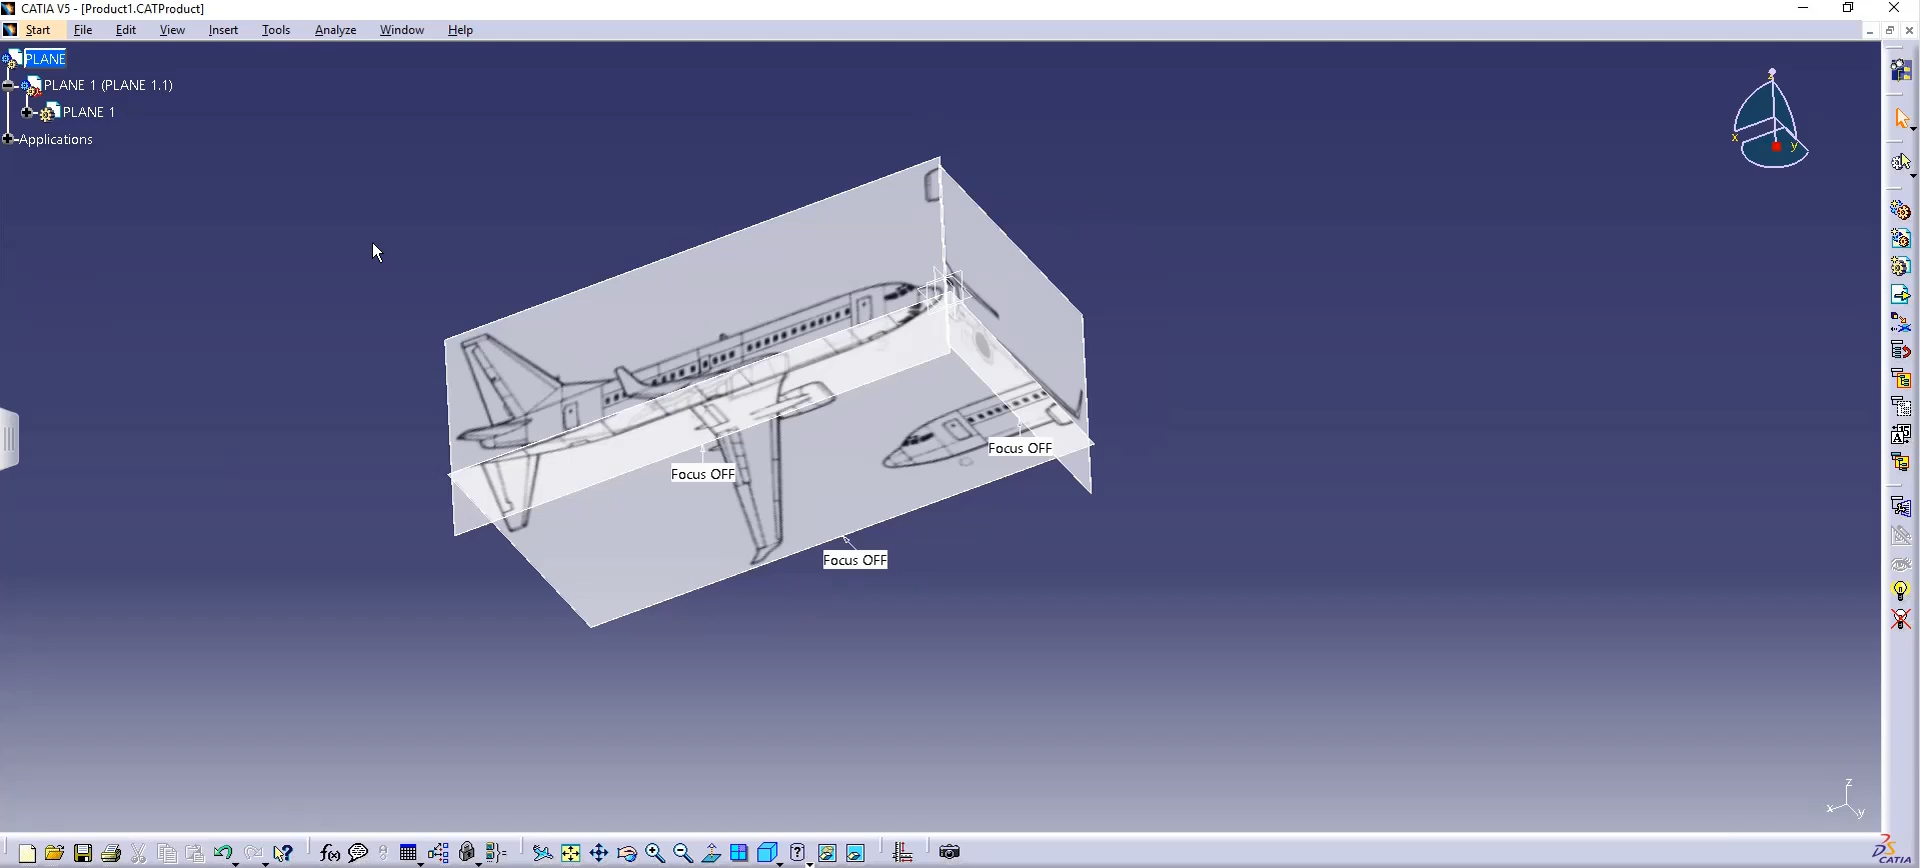 CATIA V5 - [Product1.CATProduct]
Start File Edit View Insert Tools Analyze Window Help
PLANE
PLANE 1 (PLANE 1.1)
PLANE 1
Applications
z
x
y
Focus OFF
Focus OFF
Focus OFF
z
x
y
f(x)
CATIA